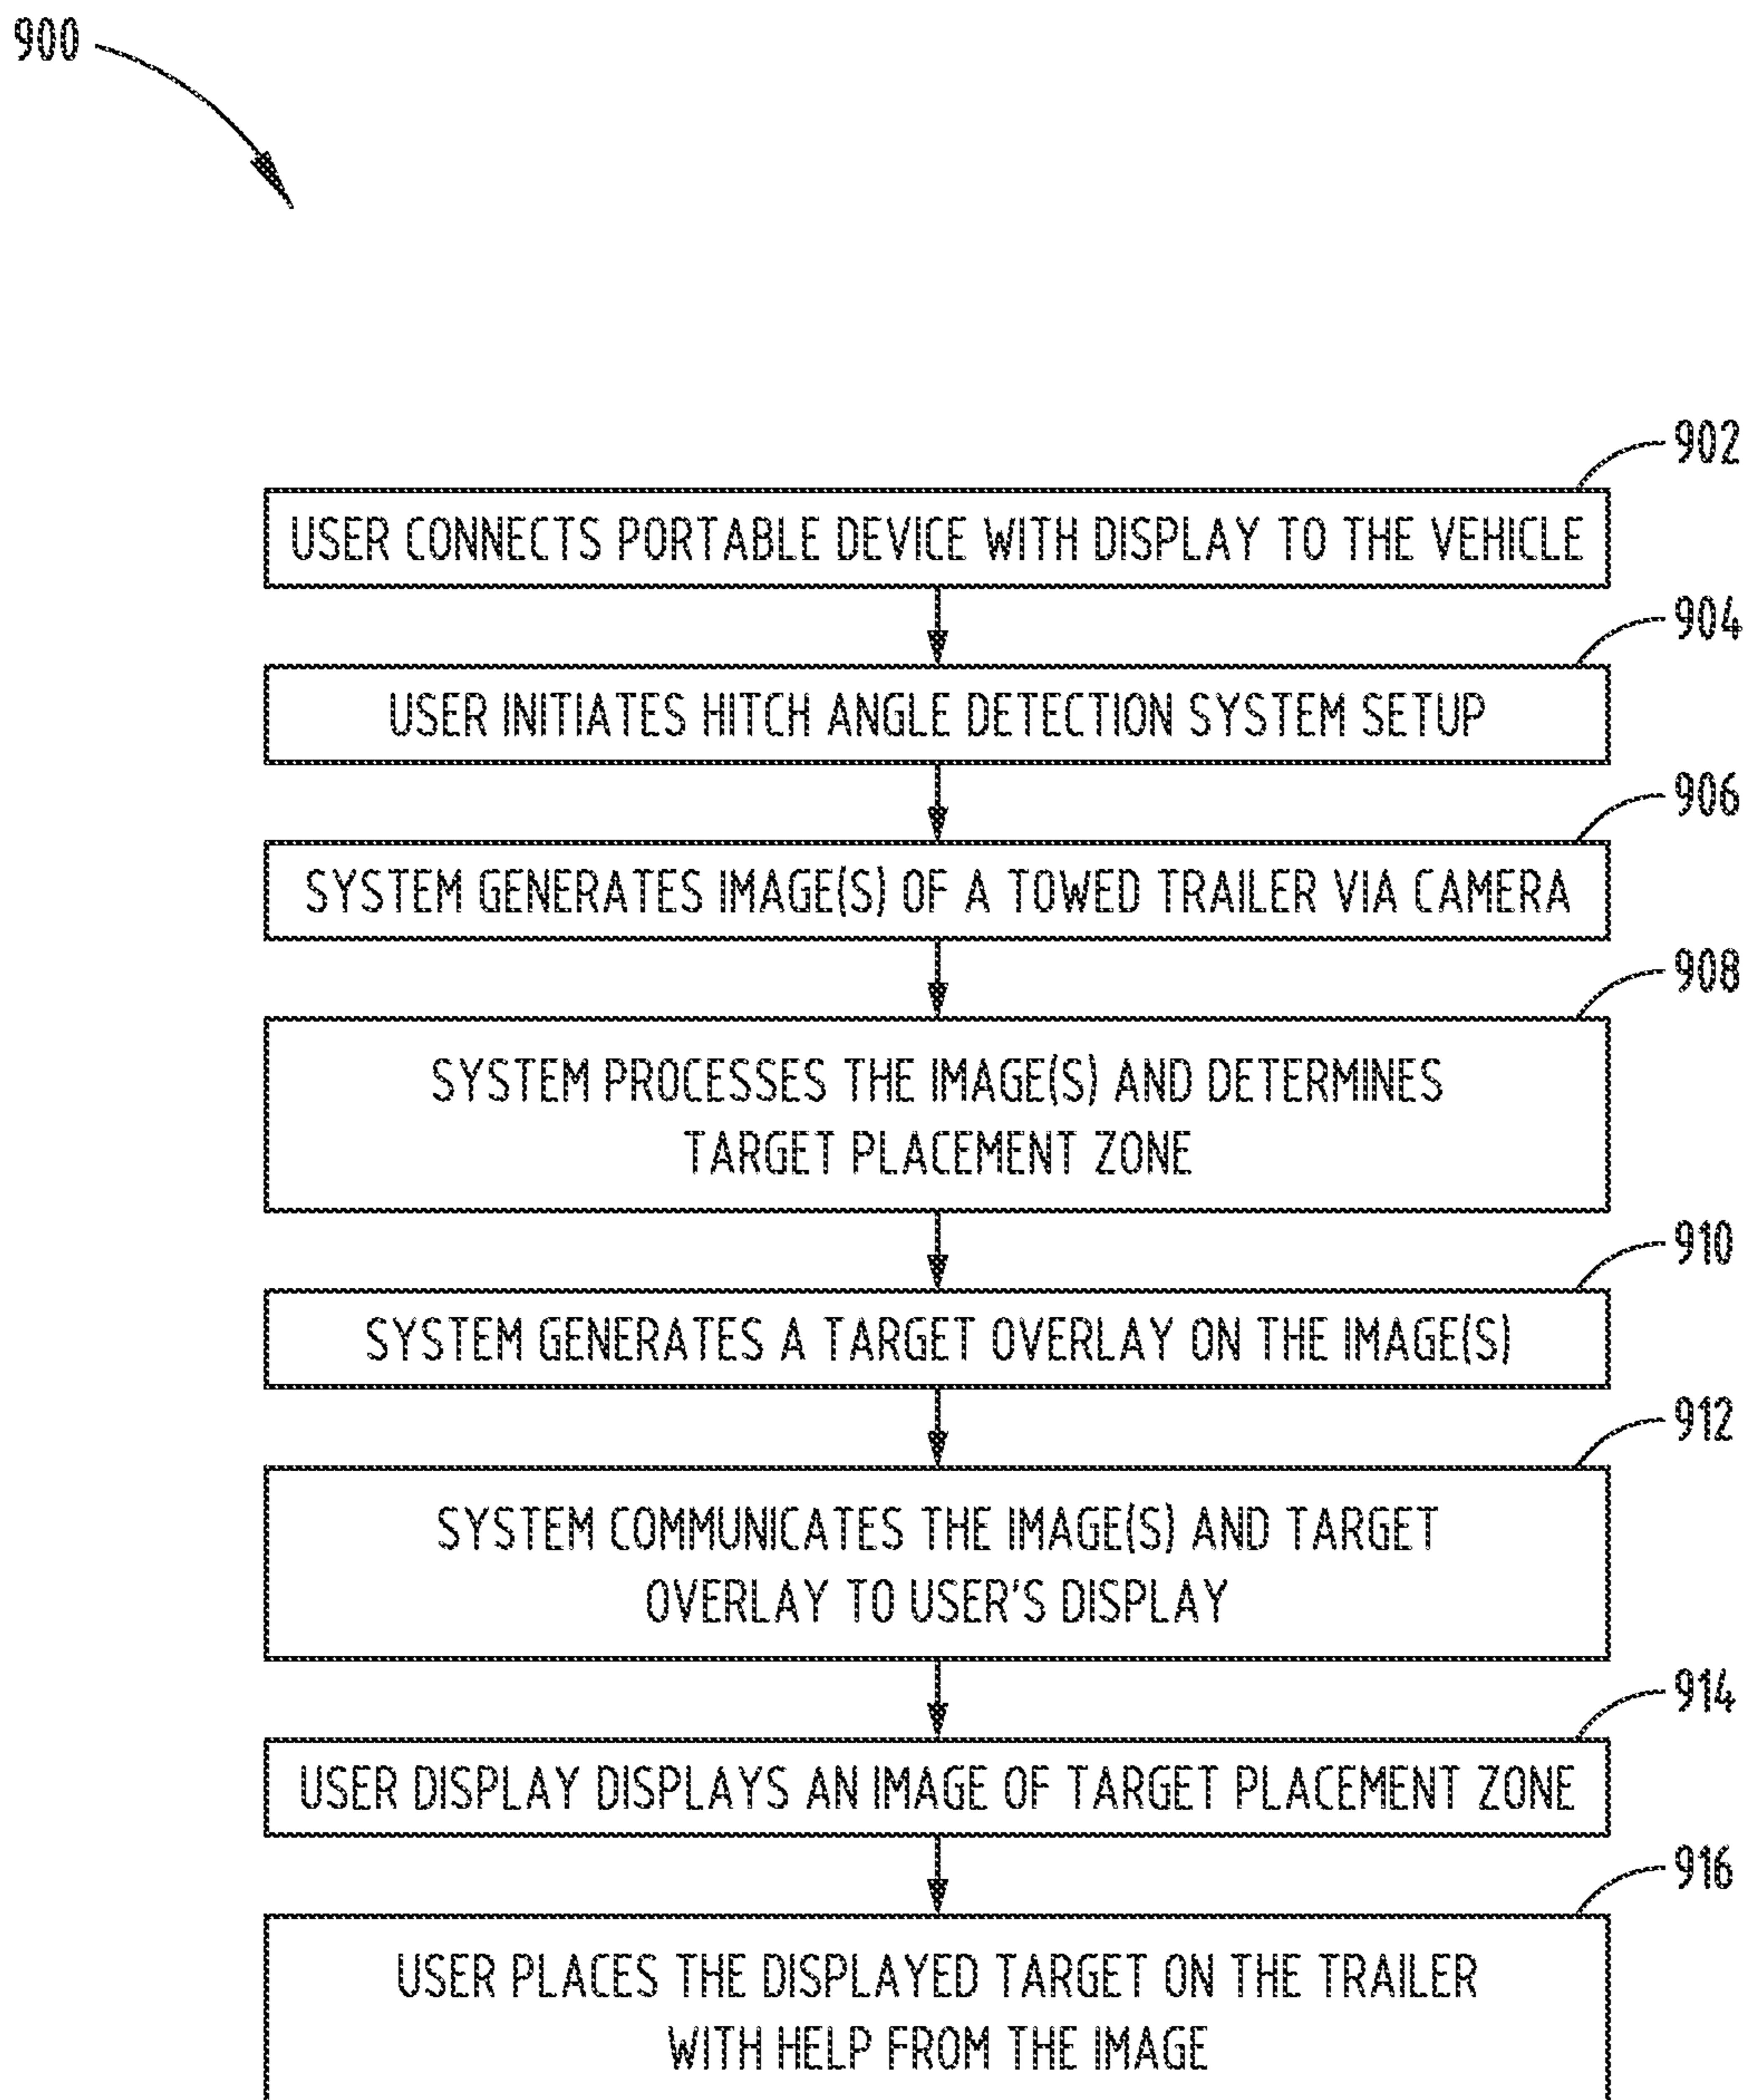 900
902
USER CONNECTS PORTABLE DEVICE WITH DISPLAY TO THE VEHICLE
904
USER INITIATES HITCH ANGLE DETECTION SYSTEM SETUP
906
SYSTEM GENERATES IMAGE(S) OF A TOWED TRAILER VIA CAMERA
908
SYSTEM PROCESSES THE IMAGE(S) AND DETERMINES
TARGET PLACEMENT ZONE
910
SYSTEM GENERATES A TARGET OVERLAY ON THE IMAGE(S)
912
SYSTEM COMMUNICATES THE IMAGE(S) AND TARGET
OVERLAY TO USER'S DISPLAY
914
USER DISPLAY DISPLAYS AN IMAGE OF TARGET PLACEMENT ZONE
916
USER PLACES THE DISPLAYED TARGET ON THE TRAILER
WITH HELP FROM THE IMAGE